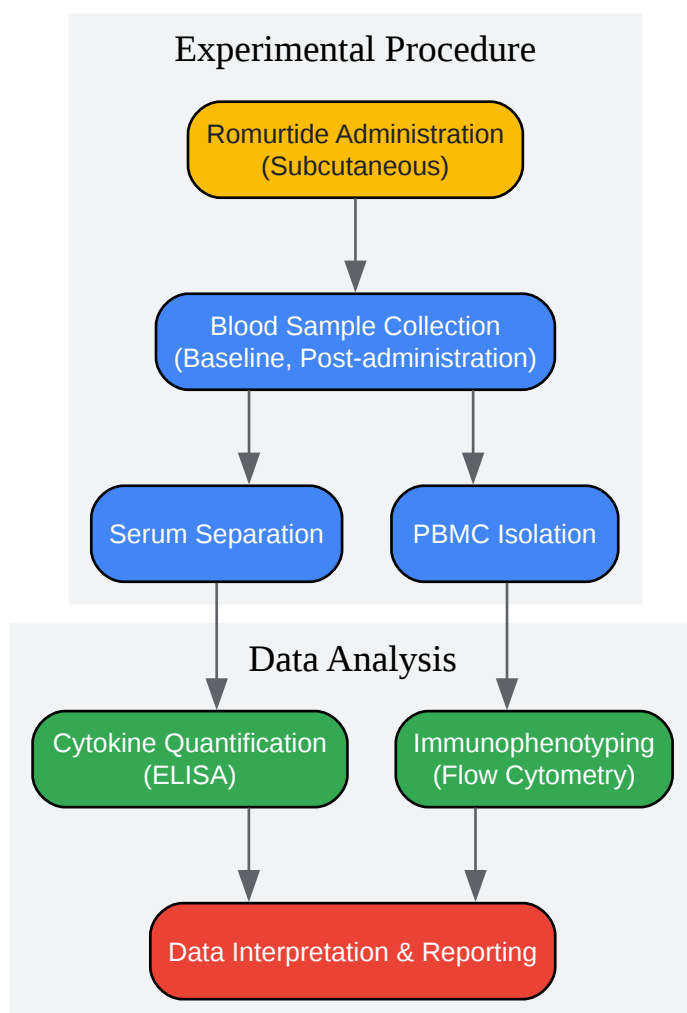 Experimental Procedure
Romurtide Administration
(Subcutaneous)
Blood Sample Collection
(Baseline, Post-administration)
Serum Separation
PBMC Isolation
Data Analysis
Cytokine Quantification
(ELISA)
Immunophenotyping
(Flow Cytometry)
Data Interpretation & Reporting